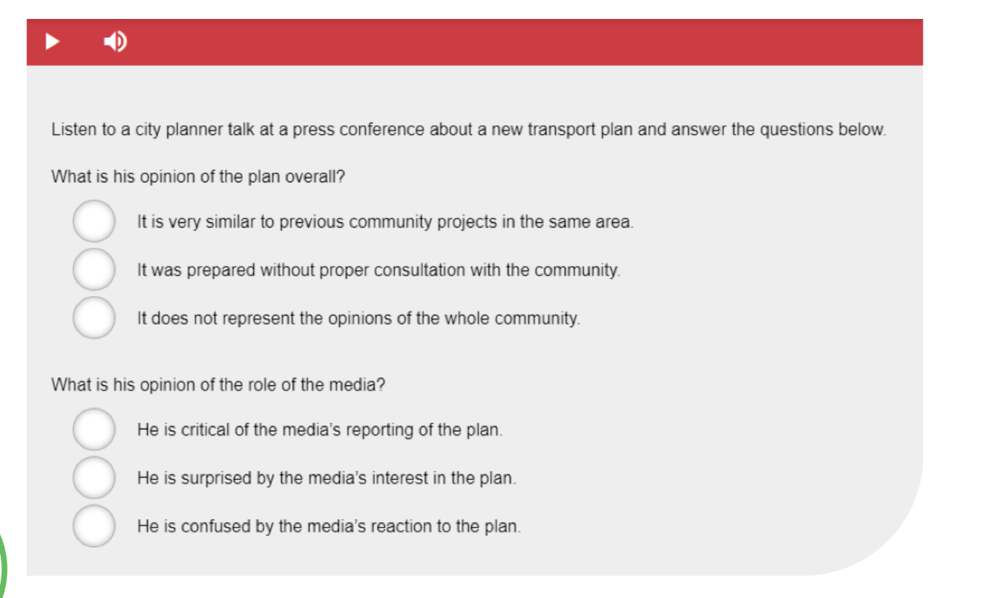 Listen to a city planner talk at a press conference about a new transport plan and answer the questions below.
What is his opinion of the plan overall?
It is very similar to previous community projects in the same area.
It was prepared without proper consultation with the community.
It does not represent the opinions of the whole community.
What is his opinion of the role of the media?
He is critical of the media's reporting of the plan.
He is surprised by the media's interest in the plan.
He is confused by the media's reaction to the plan.